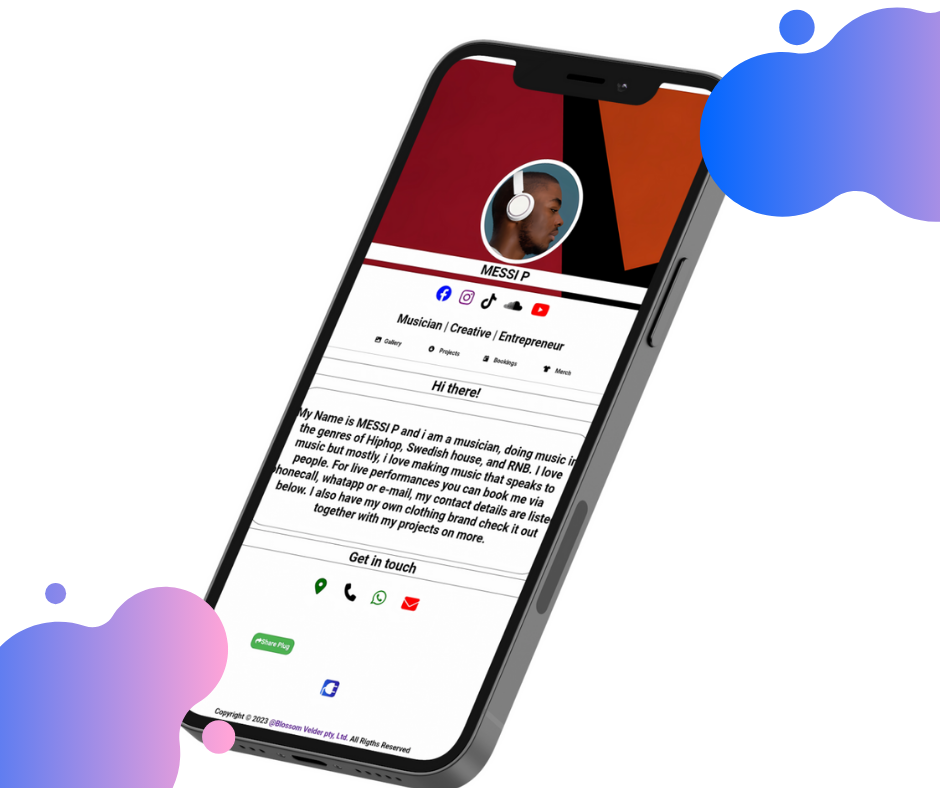 MESSI P
Musician | Creative | Entrepreneur
Gallery Projects Bookings Merch
Hi there!
My Name is MESSI P and i am a musician, doing music in
the genres of Hiphop, Swedish house, and RNB. I love
music but mostly, i love making music that speaks to
people. For live performances you can book me via
phonecall, whatapp or e-mail, my contact details are liste
below. I also have my own clothing brand check it out
together with my projects on more.
Get in touch
Share Plug
Copyright © 2023 @Blossom Velder pty, Ltd. All Rigths Reserved